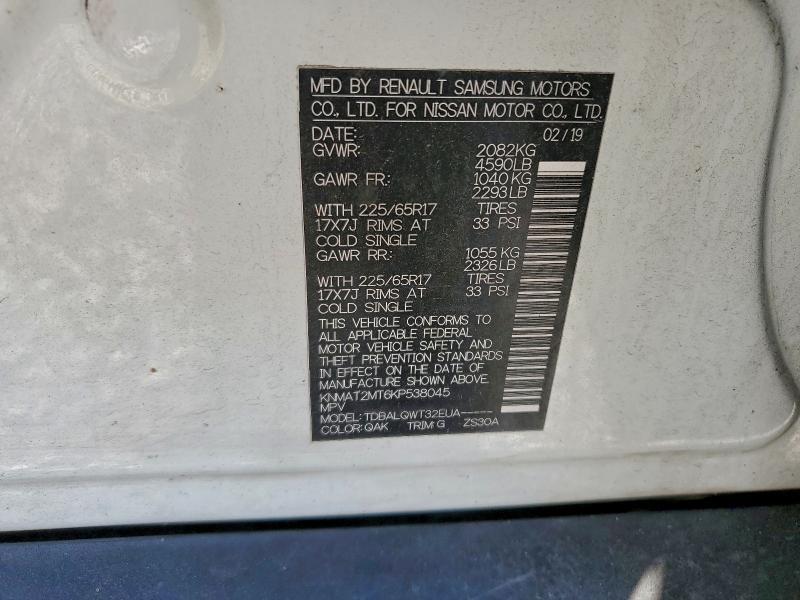 MFD BY RENAULT SAMSUNG MOTORS
CO., LTD. FOR NISSAN MOTOR CO., LTD.
DATE: 02/19
GVWR: 2082KG
4590LB
GAWR FR: 1040 KG
2293LB
WITH 225/65R17 TIRES
17X7J RIMS AT 33 PSI
COLD SINGLE
GAWR RR: 1055 KG
2326LB
WITH 225/65R17 TIRES
17X7J RIMS AT 33 PSI
COLD SINGLE
THIS VEHICLE CONFORMS TO
ALL APPLICABLE FEDERAL
MOTOR VEHICLE SAFETY AND
THEFT PREVENTION STANDARDS
IN EFFECT ON THE DATE OF
MANUFACTURE SHOWN ABOVE.
KNMAT2MT6KP538045
MPV
MODEL: TDBALQWT32EUA-----
COLOR: QAK TRIM: G ZS30A